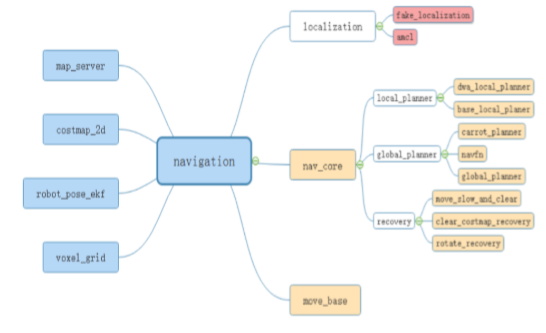 map_server
costmap_2d
robot_pose_ekf
voxel_grid
navigation
localization
fake_localization
amcl
nav_core
local_planner
dwa_local_planner
base_local_planer
global_planner
carrot_planner
navfn
global_planner
recovery
move_slow_and_clear
clear_costmap_recovery
rotate_recovery
move_base